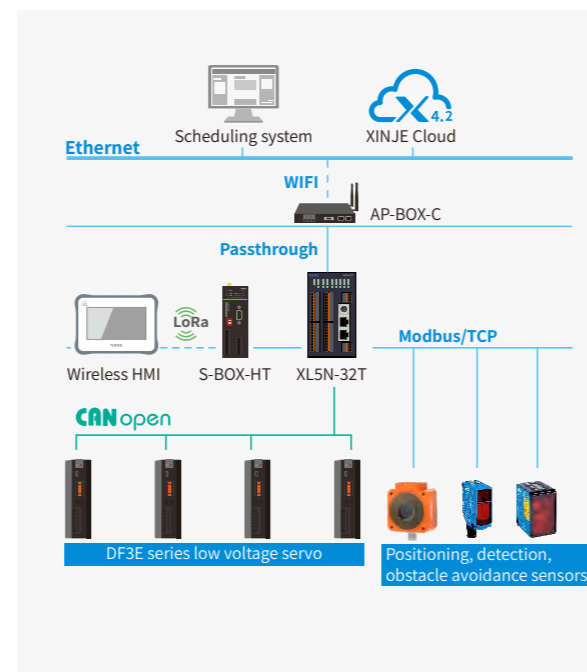 4.2
Scheduling system
XINJE Cloud
Ethernet
WIFI
AP-BOX-C
Passthrough
LoRa
Modbus/TCP
Wireless HMI
S-BOX-HT
XL5N-32T
CANopen
DF3E series low voltage servo
Positioning, detection,
obstacle avoidance sensors